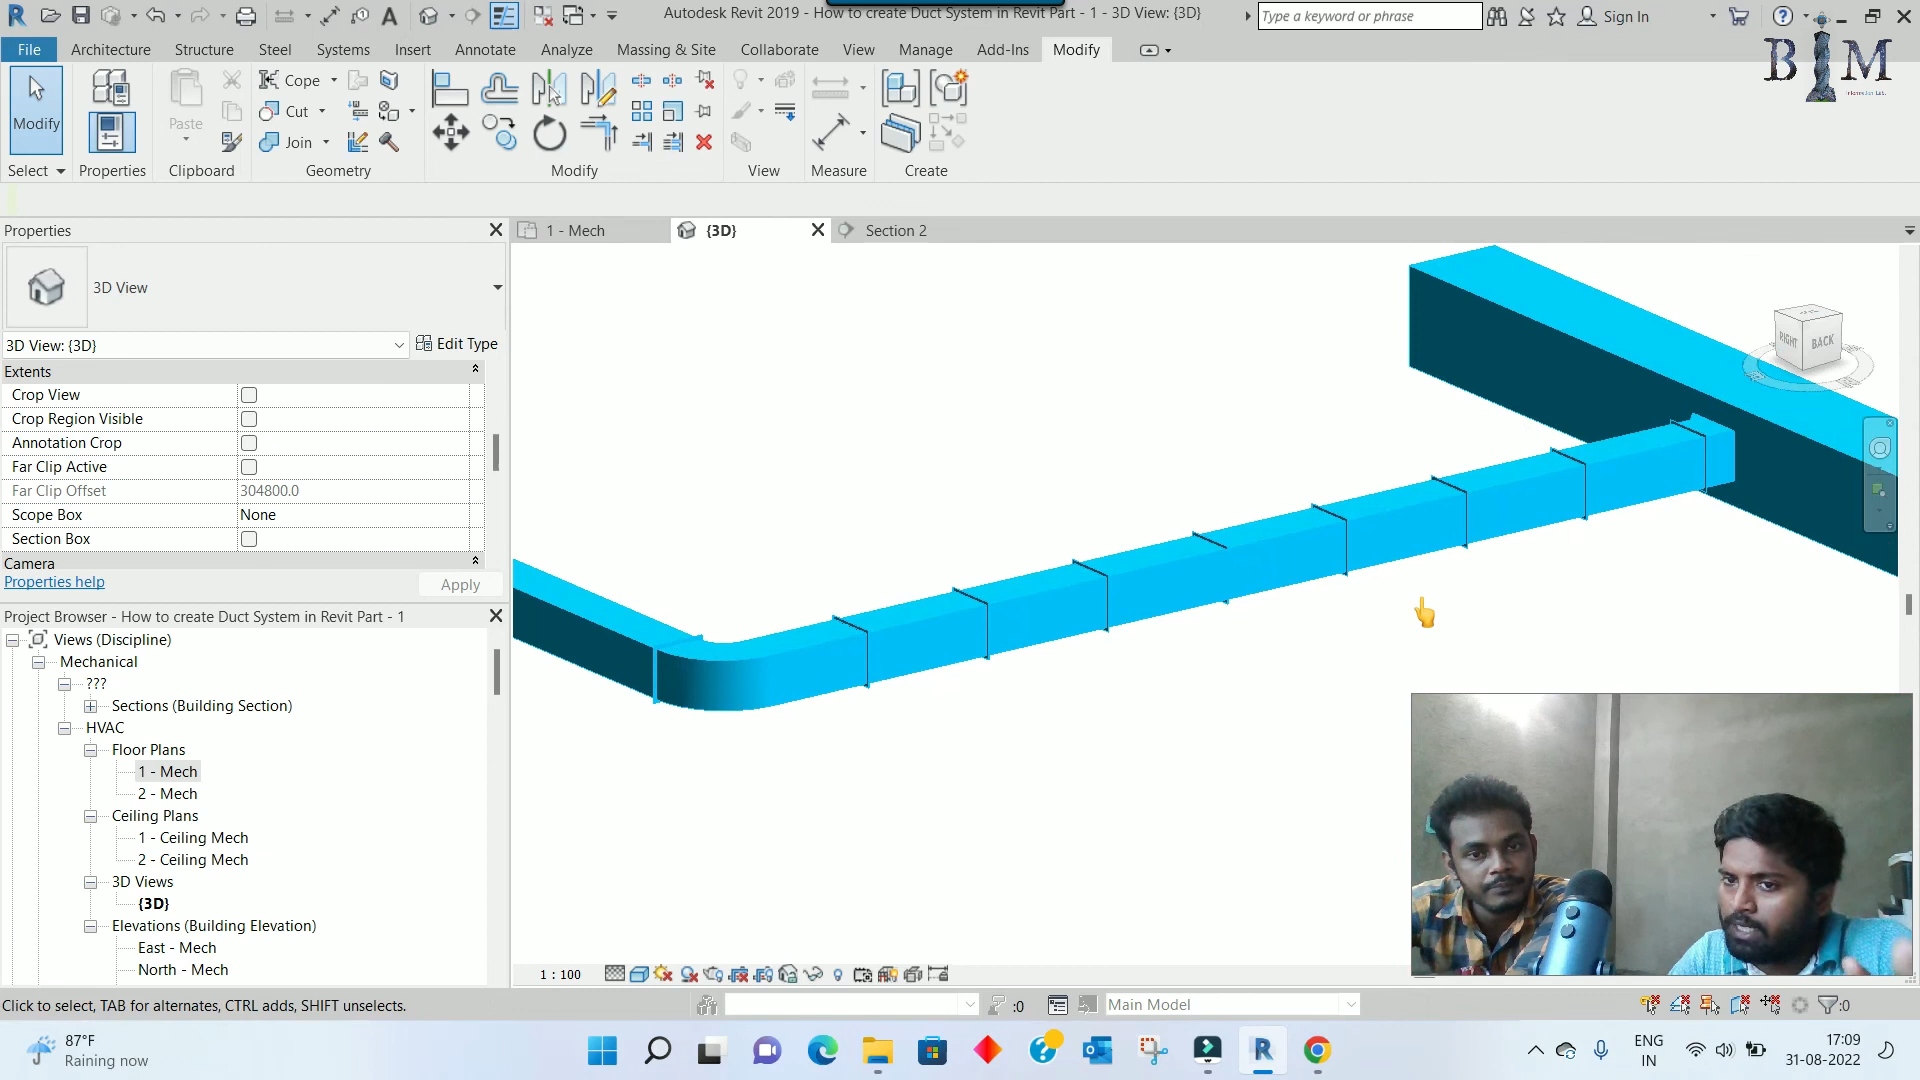 Autodesk Revit 2019 - How to create Duct System in Revit Part - 1 - 3D View: {3D}
Type a keyword or phrase
Sign In
File
Architecture
Structure
Steel
Systems
Insert
Annotate
Analyze
Massing & Site
Collaborate
View
Manage
Add-Ins
Modify
BIM
Modify
Paste
Cope
Cut
Join
Select
Properties
Clipboard
Geometry
Modify
View
Measure
Create
Properties
1 - Mech
{3D}
Section 2
3D View
3D View: {3D}
Edit Type
Extents
Crop View
Crop Region Visible
Annotation Crop
Far Clip Active
Far Clip Offset
304800.0
Scope Box
None
Section Box
Camera
Properties help
Apply
RIGHT
BACK
Project Browser - How to create Duct System in Revit Part - 1
Views (Discipline)
Mechanical
???
Sections (Building Section)
HVAC
Floor Plans
1 - Mech
2 - Mech
Ceiling Plans
1 - Ceiling Mech
2 - Ceiling Mech
3D Views
{3D}
Elevations (Building Elevation)
East - Mech
North - Mech
1 : 100
Click to select, TAB for alternates, CTRL adds, SHIFT unselects.
:0
Main Model
:0
87°F
Raining now
ENG
IN
17:09
31-08-2022